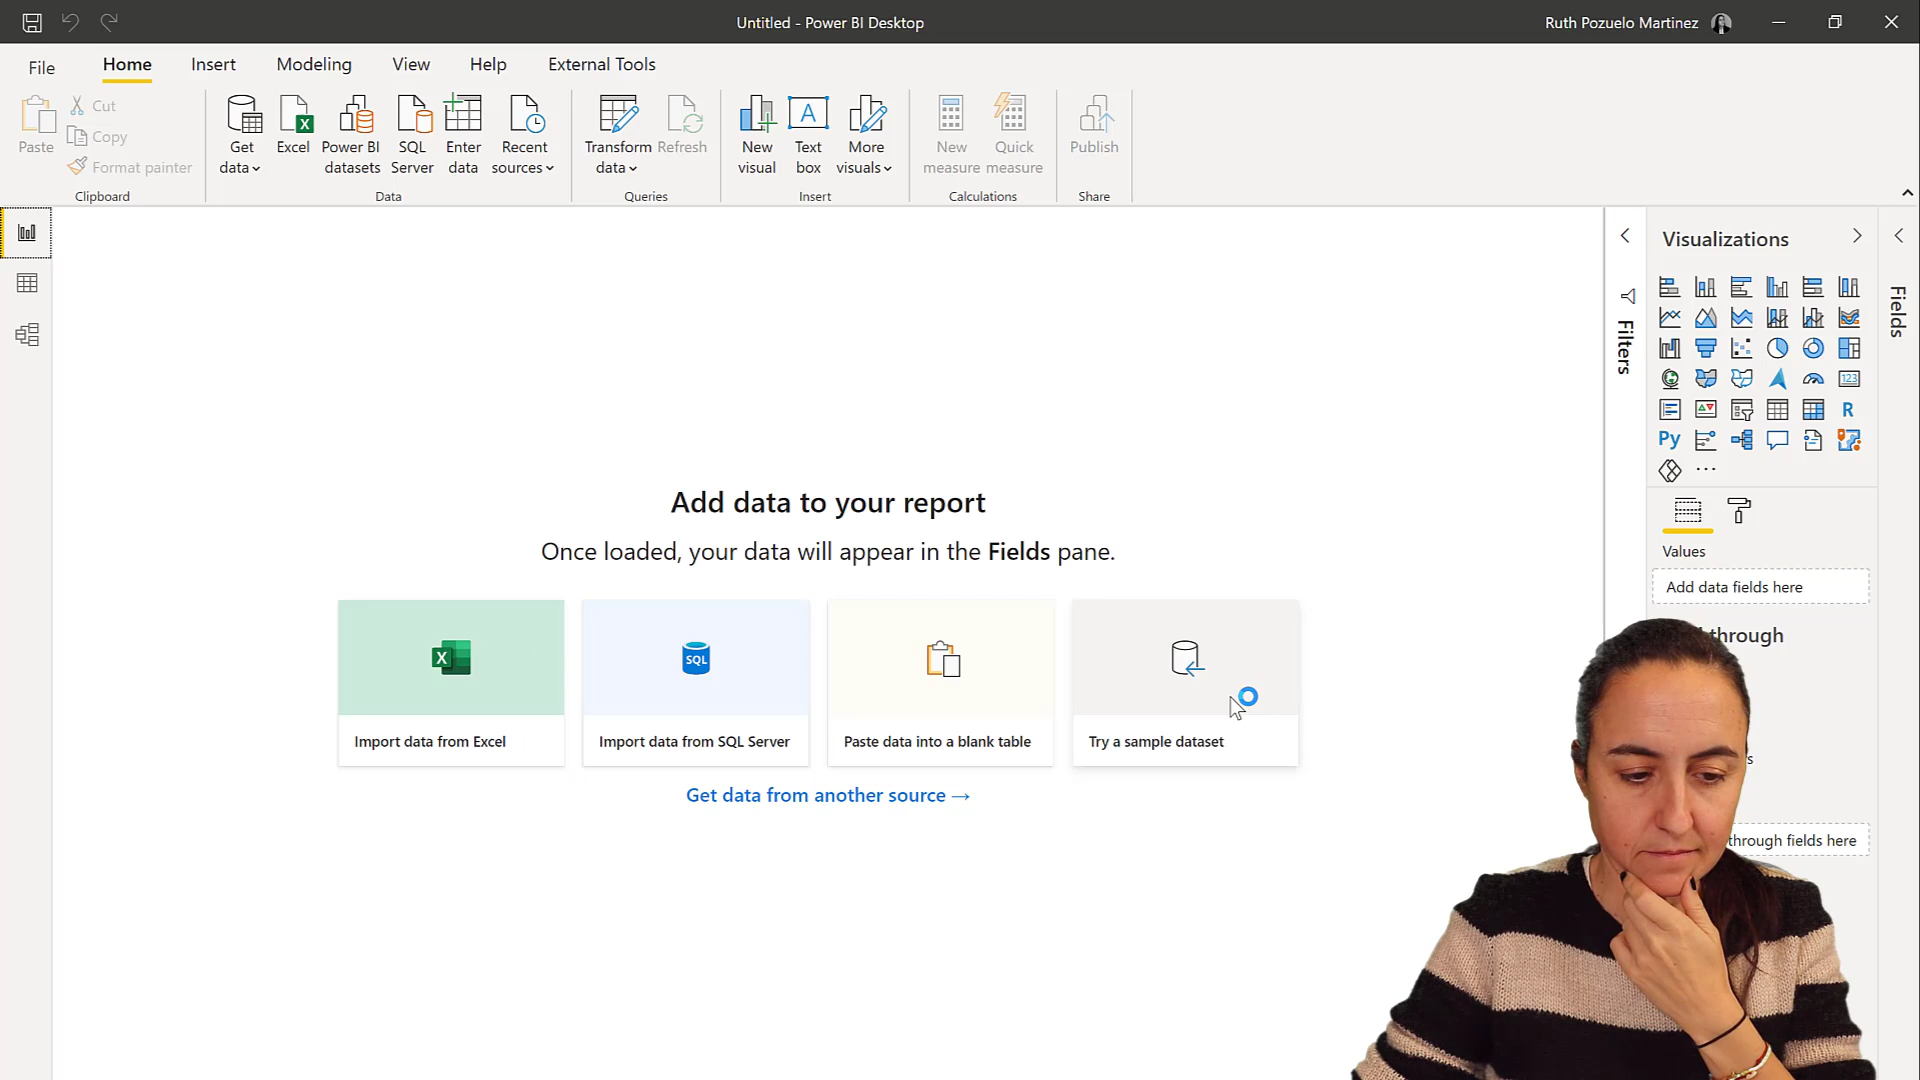 Untitled - Power BI Desktop
Ruth Pozuelo Martinez
File
Home
Insert
Modeling
View
Help
External Tools
Paste
Cut
Copy
Format painter
Clipboard
Get data
Excel
Power BI datasets
SQL Server
Enter data
Recent sources
Data
Transform data
Refresh
Queries
New visual
A
Text box
More visuals
Insert
New measure
Quick measure
Calculations
Publish
Share
Filters
Visualizations
123
R
Py
Values
Add data fields here
through
s
through fields here
Fields
Add data to your report
Once loaded, your data will appear in the Fields pane.
X
SQL
Import data from Excel
Import data from SQL Server
Paste data into a blank table
Try a sample dataset
Get data from another source →